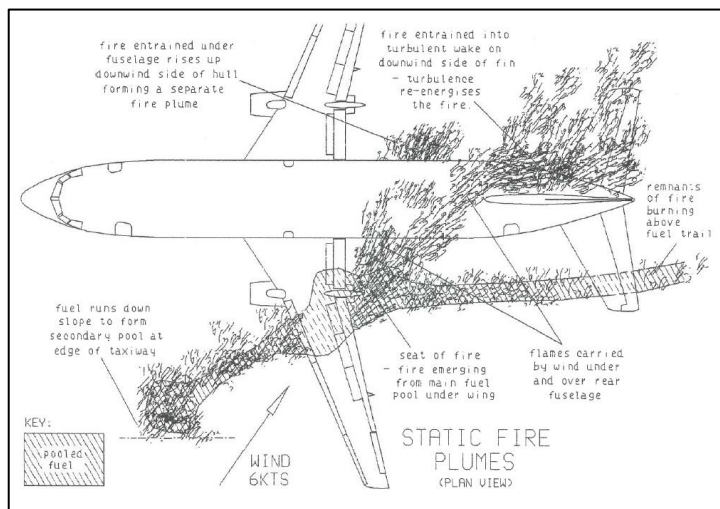 fire entrained under
fuselage rises up
downwind side of hull
forming a separate
fire plume
fire entrained into
turbulent wake on
downwind side of fin
- turbulence
re-energises
the fire.
remnants
of fire
burning
above
fuel trail
fuel runs down
slope to form
secondary pool at
edge of taxiway
seat of fire
- fire emerging
from main fuel
pool under wing
flames carried
by wind under
and over rear
fuselage
KEY:
pooled
fuel
WIND
6KTS
STATIC FIRE
PLUMES
(PLAN VIEW)